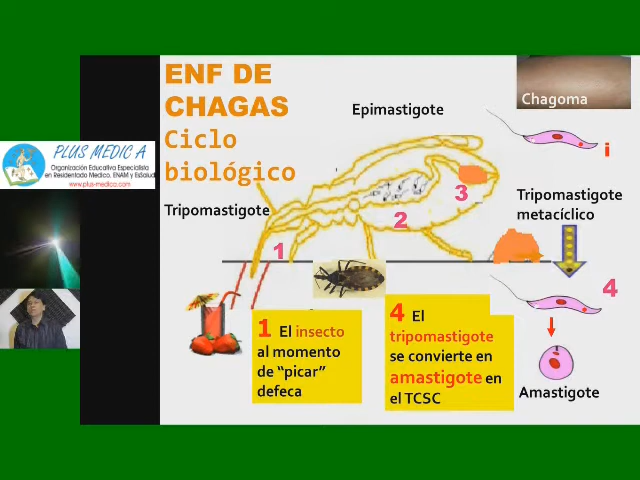 ENF DE
CHAGAS
Ciclo
biológico
Epimastigote
Chagoma
i
PLUS MEDIC A
Organización Educativa Especialista
en Residentado Medico, ENAM y EsSalud
www.plus-medica.com
Tripomastigote
Tripomastigote
metacíclico
1
2
3
4
1 El insecto
al momento
de "picar"
defeca
4 El
tripomastigote
se convierte en
amastigote en
el TCSC
Amastigote